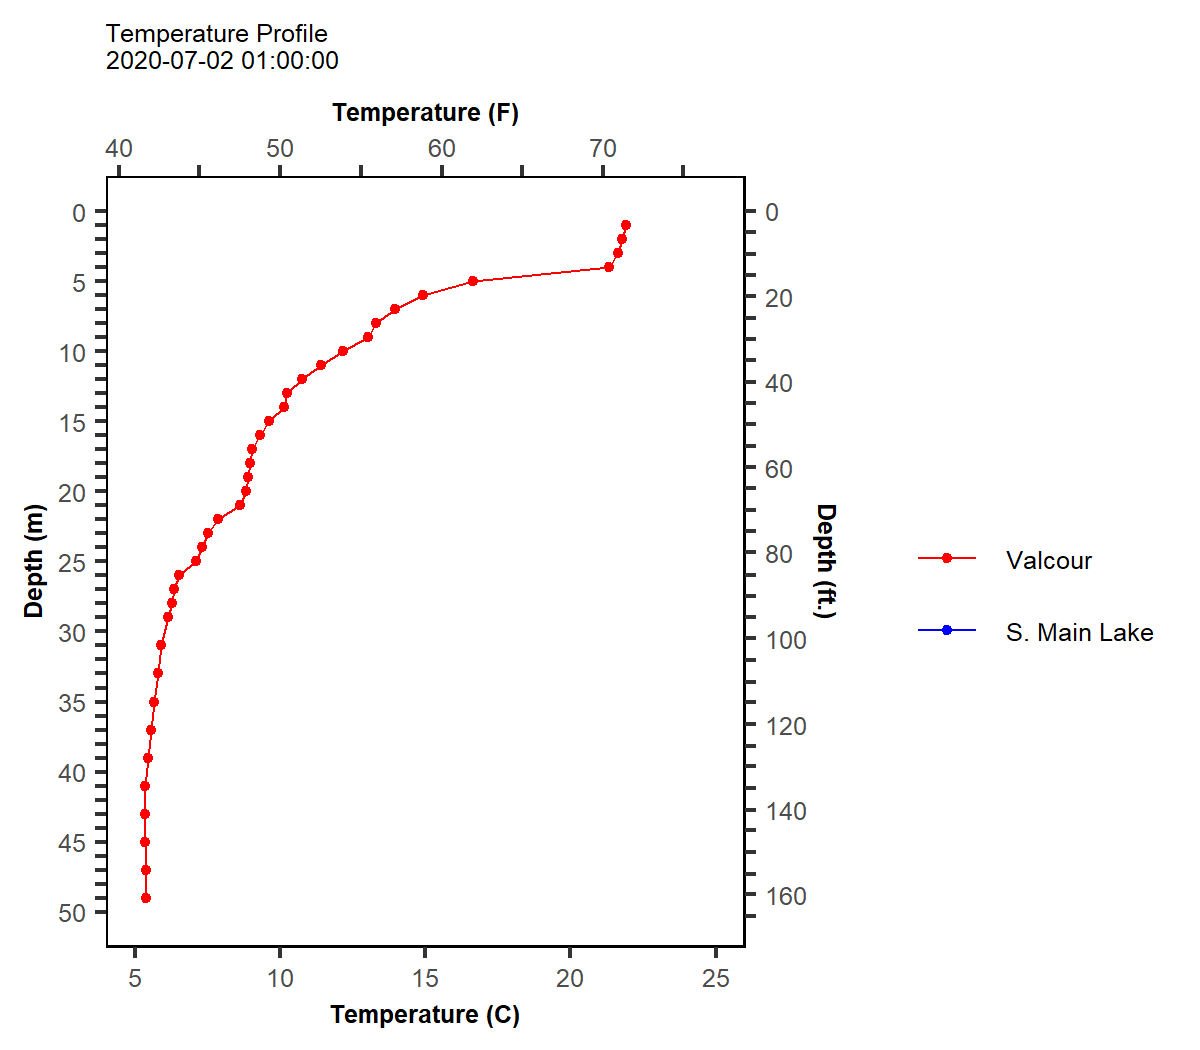 Temperature Profile
2020-07-02 01:00:00
Temperature (F)
40 50 60 70
0
5
10
15
20
25
30
35
40
45
50
Depth (m)
0
20
40
60
80
100
120
140
160
Depth (ft.)
Valcour
S. Main Lake
5 10 15 20 25
Temperature (C)